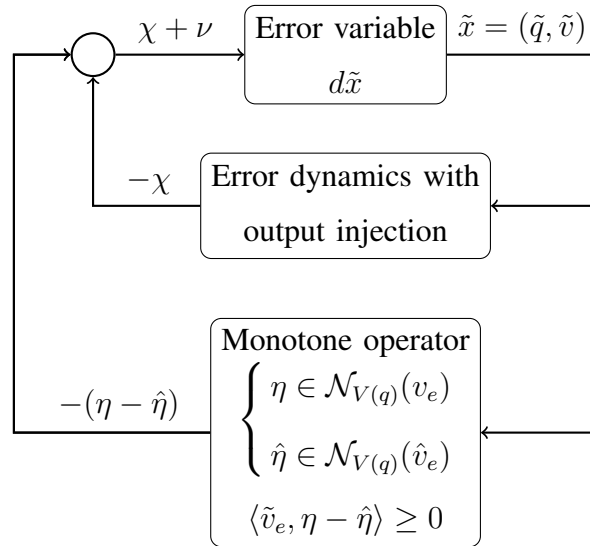 χ + ν
Error variable
dx̃
x̃ = (q̃, ṽ)
−χ
Error dynamics with
output injection
−(η − η̂)
Monotone operator
{ η ∈ 𝒩_{V(q)}(v_e)
η̂ ∈ 𝒩_{V(q)}(v̂_e)
⟨ṽ_e, η − η̂⟩ ≥ 0